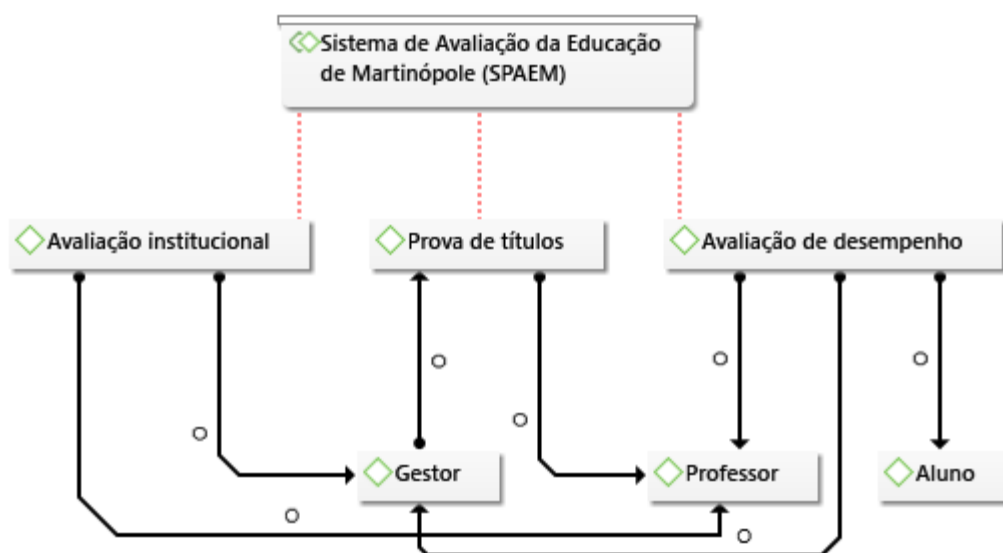 Sistema de Avaliação da Educação
de Martinópole (SPAEM)
Avaliação institucional
Prova de títulos
Avaliação de desempenho
Gestor
Professor
Aluno